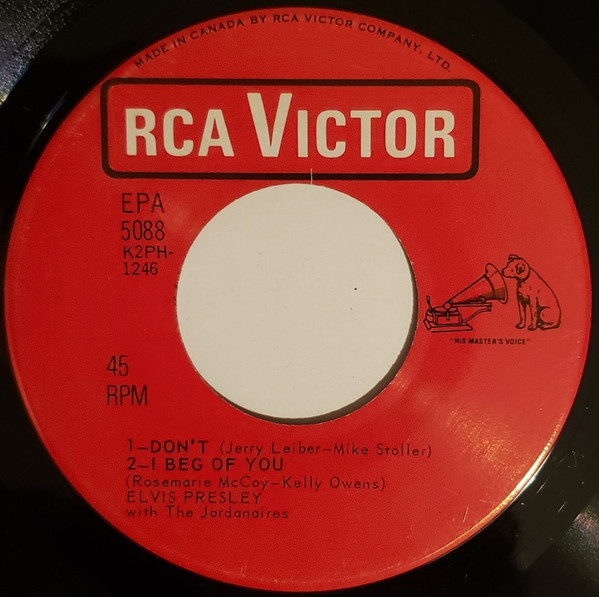 MADE IN CANADA BY RCA VICTOR COMPANY, LTD.
RCA VICTOR
EPA
5088
K2PH-
1246
"HIS MASTER'S VOICE"
45
RPM
1—DON'T (Jerry Leiber—Mike Stoller)
2—I BEG OF YOU
(Rosemarie McCoy—Kelly Owens)
ELVIS PRESLEY
with The Jordanaires